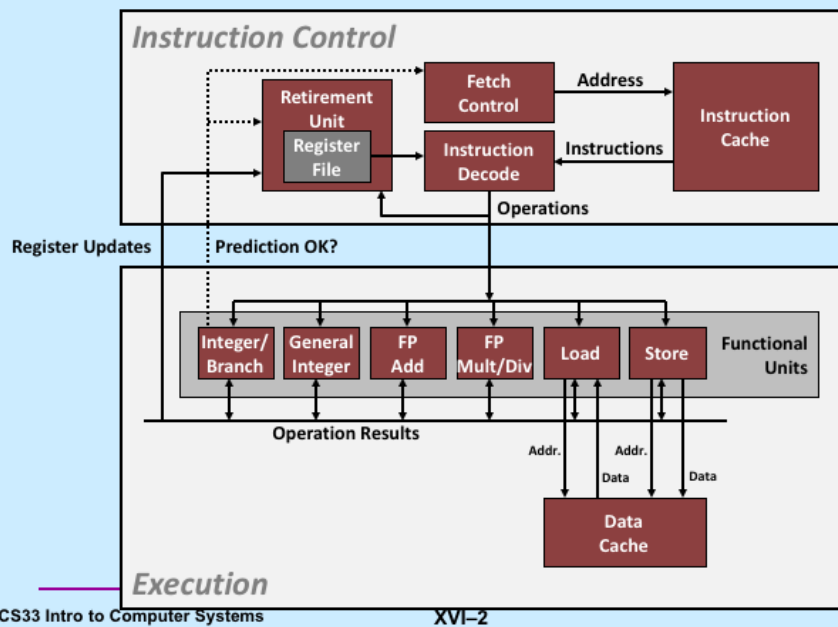 Instruction Control
Fetch
Control
Address
Instruction
Cache
Retirement
Unit
Register
File
Instruction
Decode
Instructions
Operations
Register Updates
Prediction OK?
Integer/
Branch
General
Integer
FP
Add
FP
Mult/Div
Load
Store
Functional
Units
Operation Results
Addr.
Data
Addr.
Data
Data
Cache
Execution
CS33 Intro to Computer Systems
XVI–2